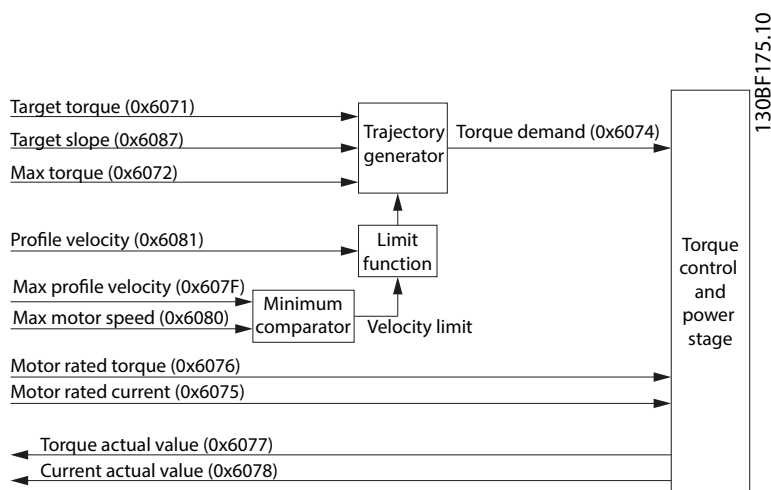 130BF175.10
Target torque (0x6071)
Target slope (0x6087)
Max torque (0x6072)
Trajectory
generator
Torque demand (0x6074)
Profile velocity (0x6081)
Limit
function
Max profile velocity (0x607F)
Max motor speed (0x6080)
Minimum
comparator
Velocity limit
Torque
control
and
power
stage
Motor rated torque (0x6076)
Motor rated current (0x6075)
Torque actual value (0x6077)
Current actual value (0x6078)